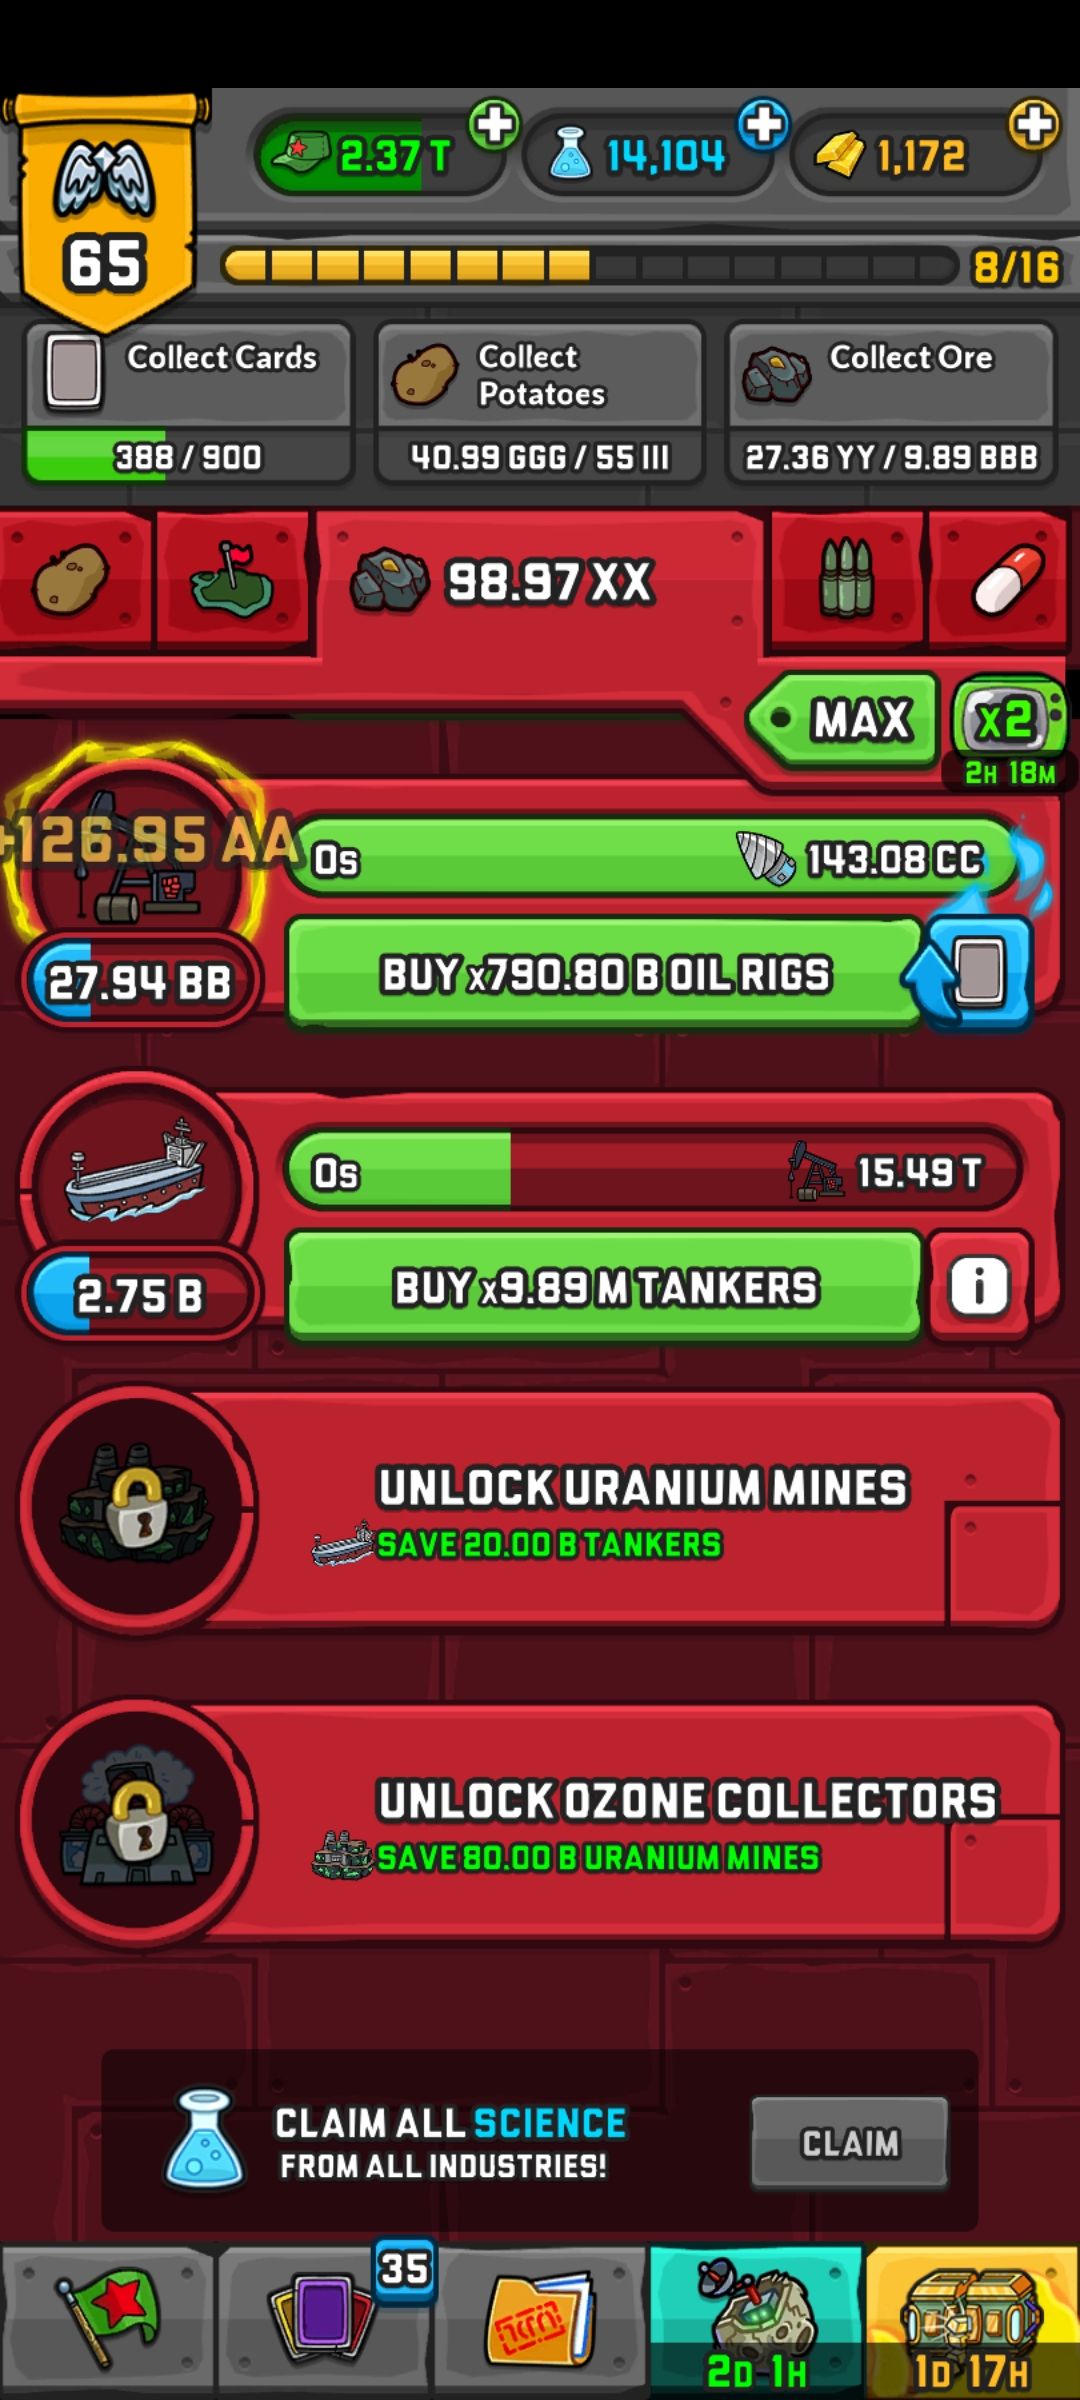 2.37 T
14,104
1,172
65
8/16
Collect Cards
388 / 900
Collect
Potatoes
40.99 GGG / 55 III
Collect Ore
27.36 YY / 9.89 BBB
98.97 XX
MAX
x2
2H 18M
+126.95 AA
0s
143.08 CC
27.94 BB
BUY x790.80 B OIL RIGS
0s
15.49 T
2.75 B
BUY x9.89 M TANKERS
i
UNLOCK URANIUM MINES
SAVE 20.00 B TANKERS
UNLOCK OZONE COLLECTORS
SAVE 80.00 B URANIUM MINES
CLAIM ALL SCIENCE
FROM ALL INDUSTRIES!
CLAIM
35
2D 1H
1D 17H